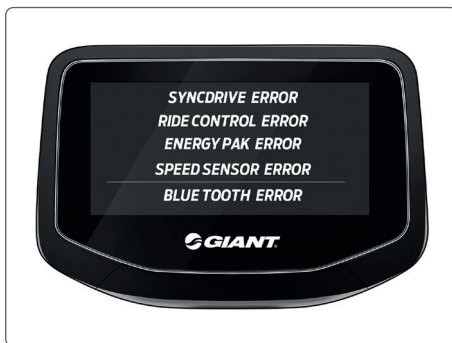 SYNCDRIVE ERROR
RIDE CONTROL ERROR
ENERGY PAK ERROR
SPEED SENSOR ERROR
BLUE TOOTH ERROR
GIANT